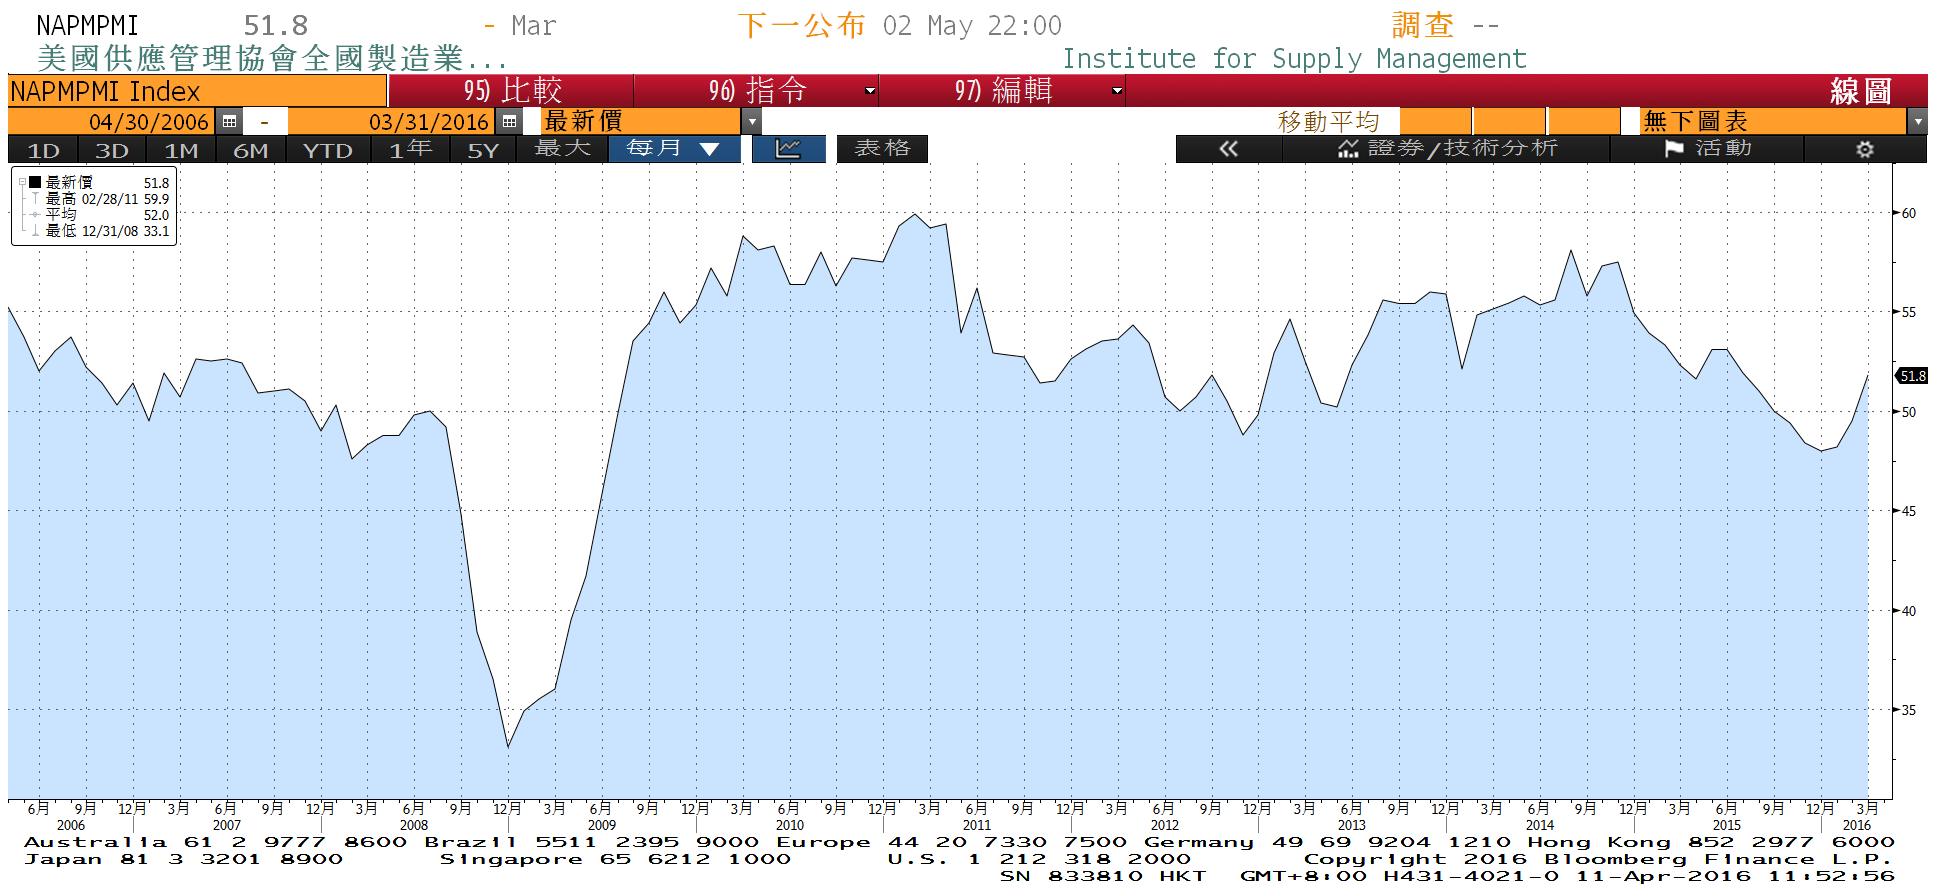 NAPMPMI 51.8 - Mar 下一公布 02 May 22:00 調查 --
美國供應管理協會全國製造業... Institute for Supply Management
NAPMPMI Index 95) 比較 96) 指令 97) 編輯 線圖
04/30/2006 - 03/31/2016 最新價 移動平均 無下圖表
1D 3D 1M 6M YTD 1年 5Y 最大 每月 ▼ 表格 « 證券/技術分析 活動
最新價 51.8
最高 02/28/11 59.9
平均 52.0
最低 12/31/08 33.1
60
55
51.8
50
45
40
35
6月 9月 12月 3月 6月 9月 12月 3月 6月 9月 12月 3月 6月 9月 12月 3月 6月 9月 12月 3月 6月 9月 12月 3月 6月 9月 12月 3月 6月 9月 12月 3月 6月 9月 12月 3月 6月 9月 12月 3月
2006 2007 2008 2009 2010 2011 2012 2013 2014 2015 2016
Australia 61 2 9777 8600 Brazil 5511 2395 9000 Europe 44 20 7330 7500 Germany 49 69 9204 1210 Hong Kong 852 2977 6000
Japan 81 3 3201 8900 Singapore 65 6212 1000 U.S. 1 212 318 2000 Copyright 2016 Bloomberg Finance L.P.
SN 833810 HKT GMT+8:00 H431-4021-0 11-Apr-2016 11:52:56